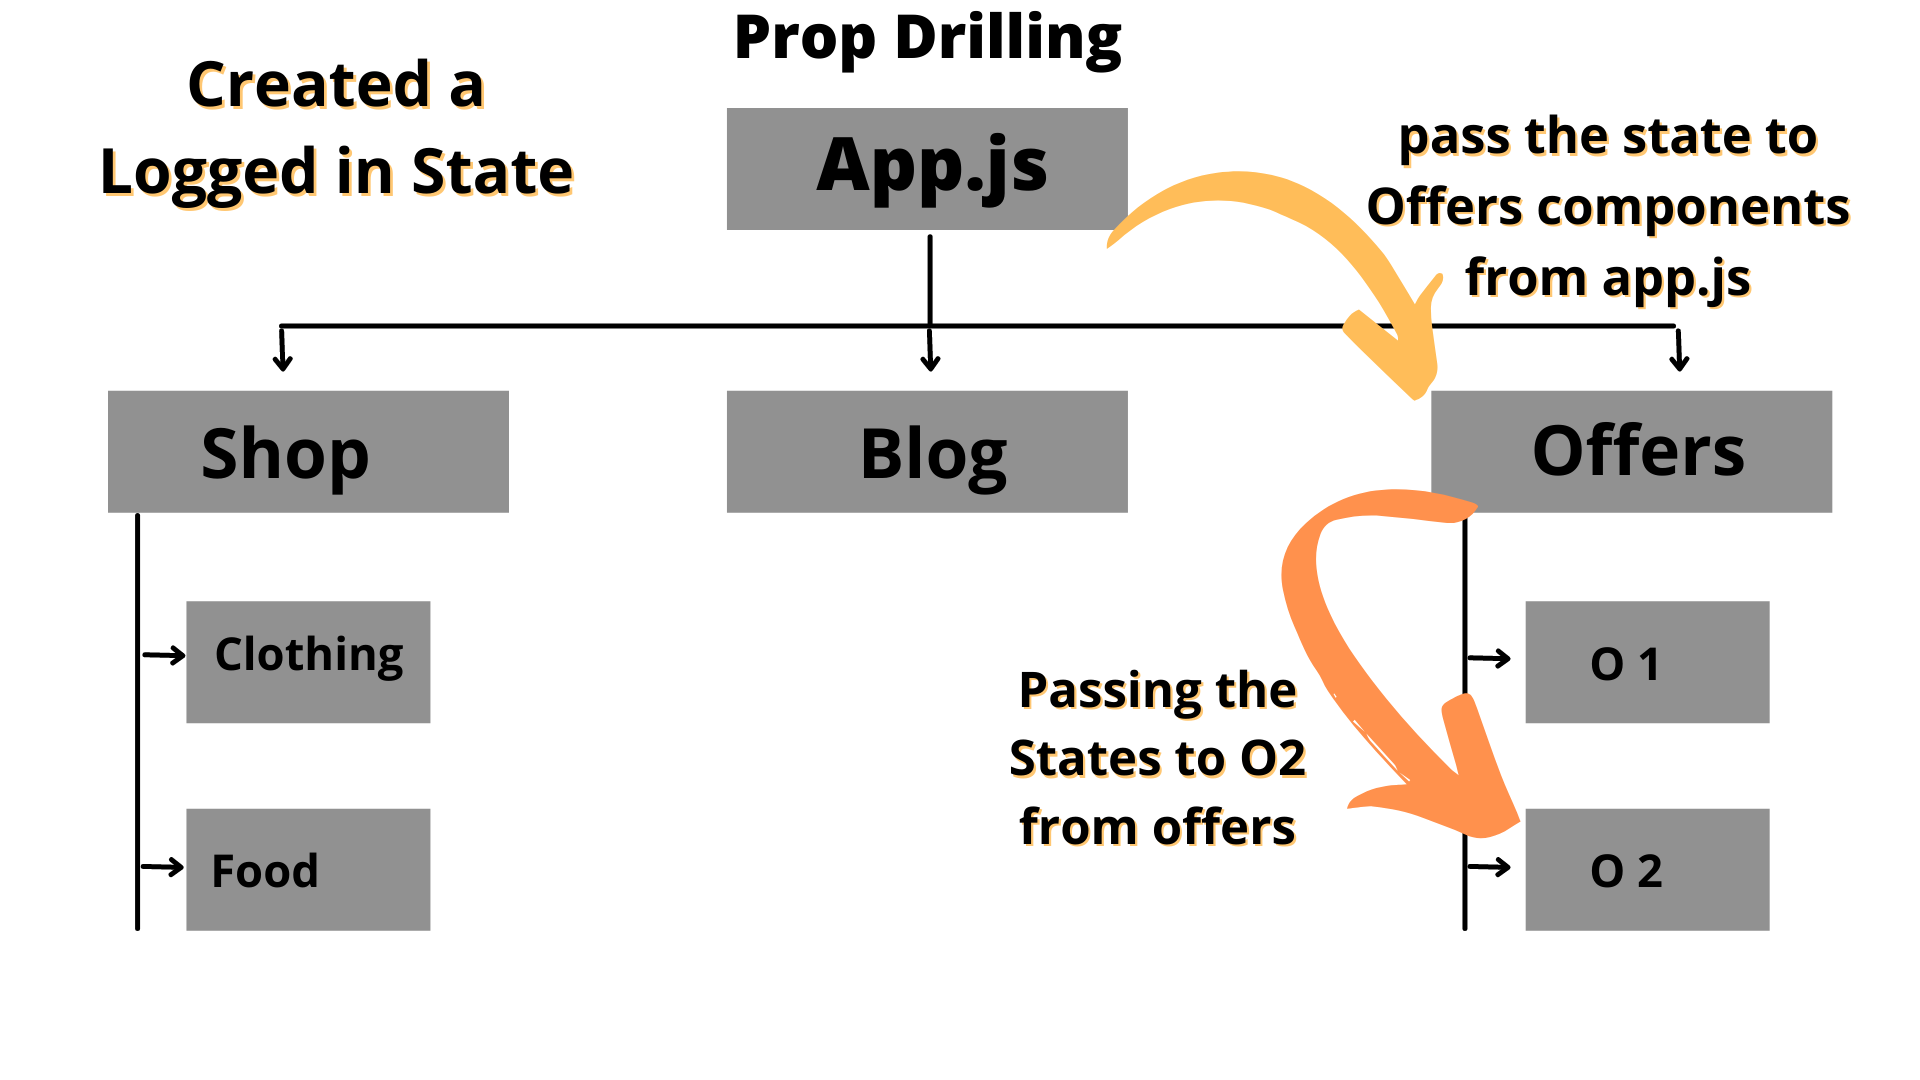 Prop Drilling
Created a
Logged in State
App.js
pass the state to
Offers components
from app.js
Shop
Blog
Offers
Clothing
Food
Passing the
States to O2
from offers
O 1
O 2